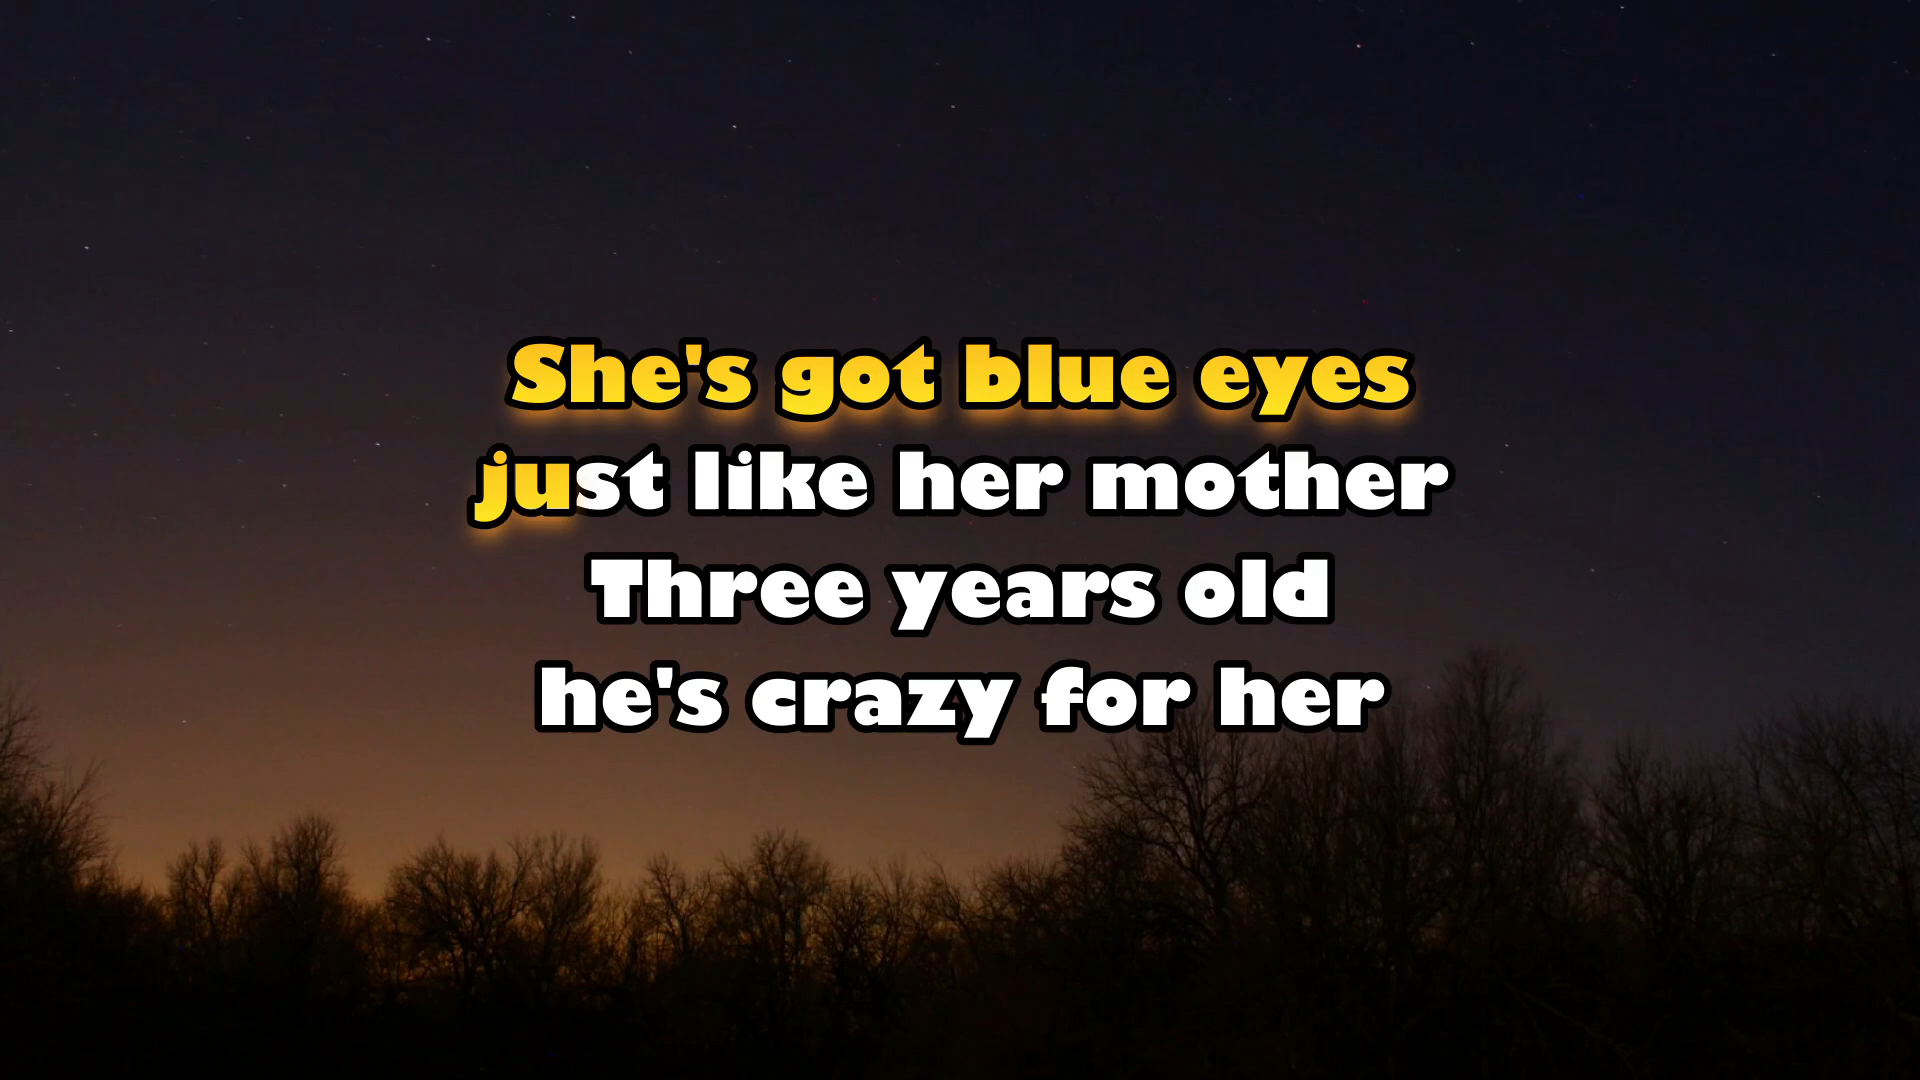 She's got blue eyes
just like her mother
Three years old
he's crazy for her